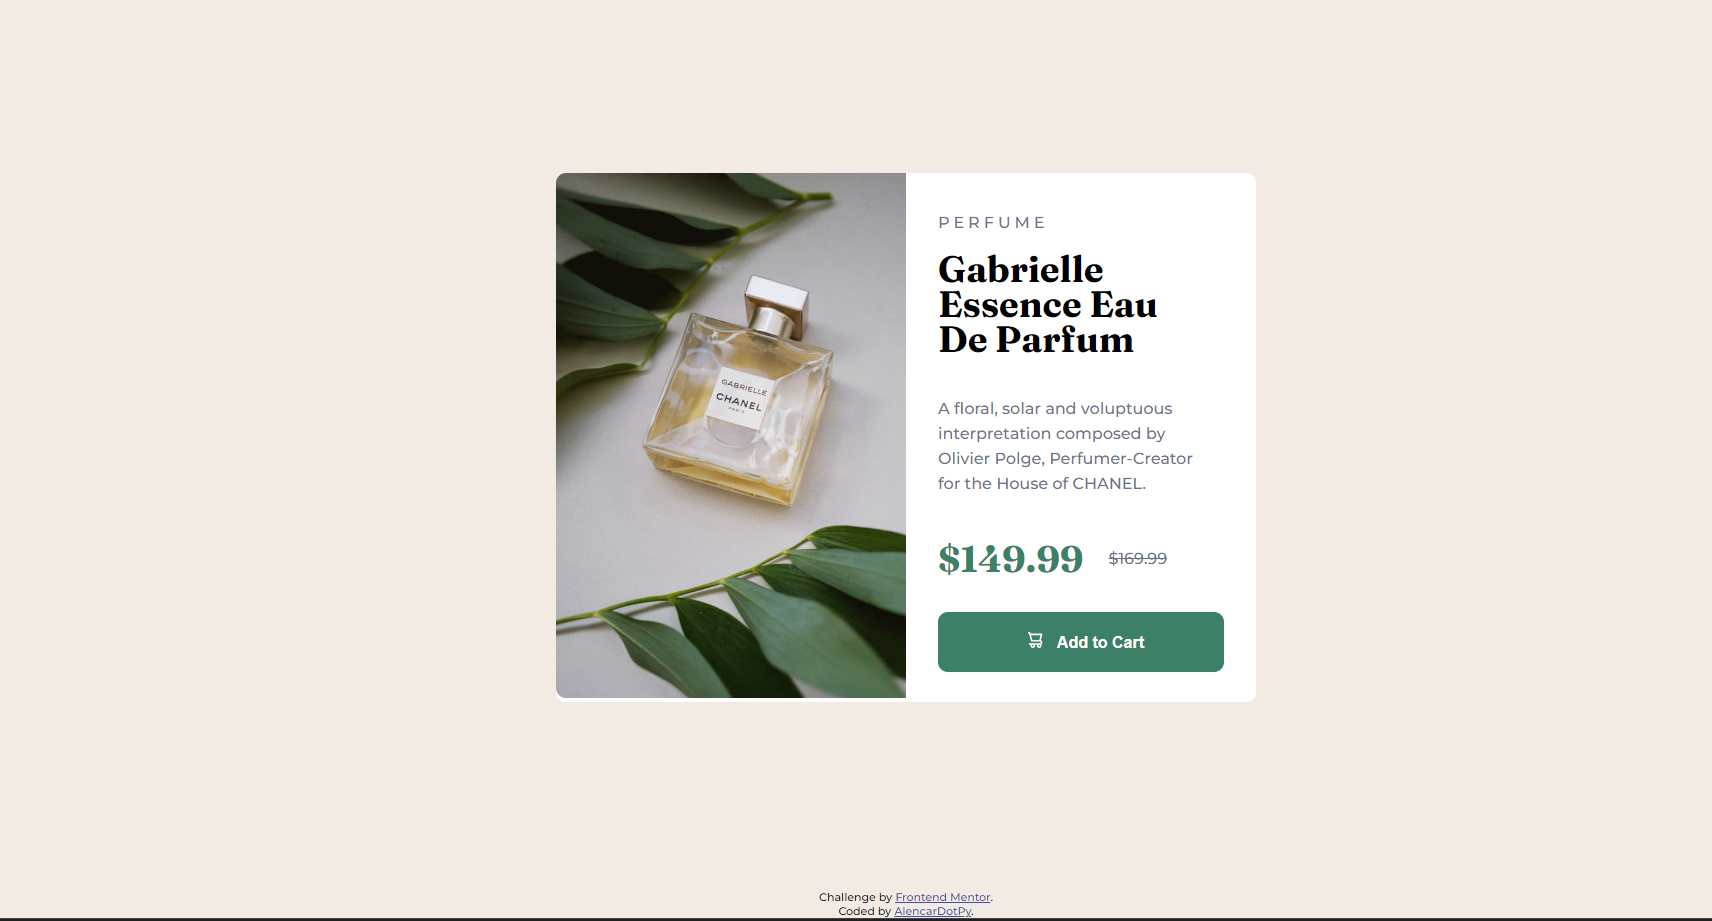 PERFUME
Gabrielle
Essence Eau
De Parfum
A floral, solar and voluptuous
interpretation composed by
Olivier Polge, Perfumer-Creator
for the House of CHANEL.
$149.99 $169.99
Add to Cart
GABRIELLE
CHANEL
PARIS
Challenge by Frontend Mentor.
Coded by AlencarDotPy.